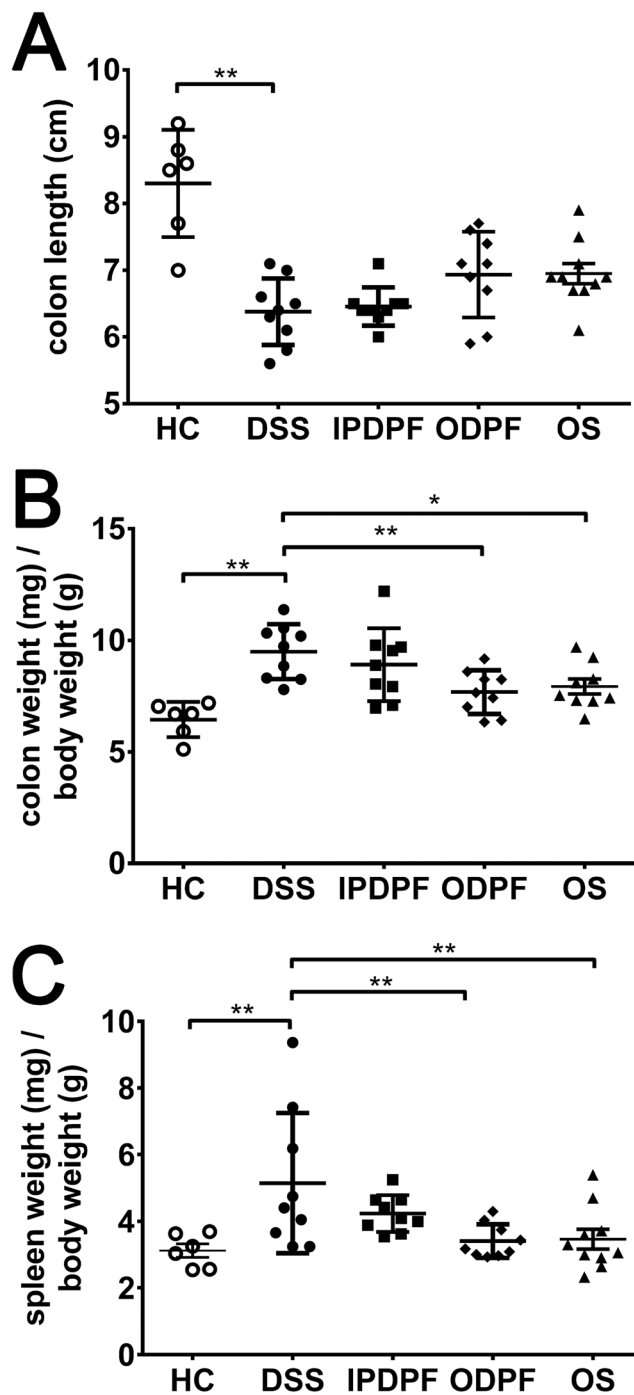 A
colon length (cm)
10
9
8
7
6
5
**
HC DSS IPDPF ODPF OS
B
colon weight (mg) /
body weight (g)
15
10
5
0
*
**
**
HC DSS IPDPF ODPF OS
C
spleen weight (mg) /
body weight (g)
10
8
6
4
2
0
**
**
**
HC DSS IPDPF ODPF OS